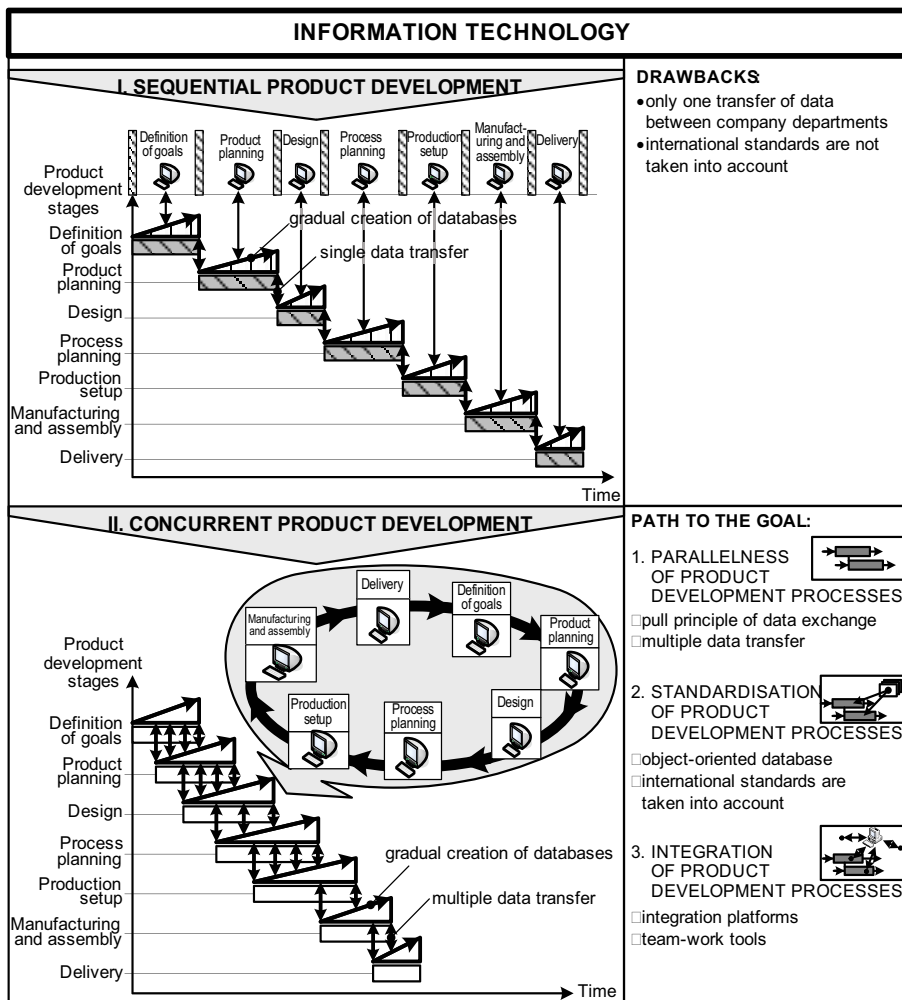 INFORMATION TECHNOLOGY
I. SEQUENTIAL PRODUCT DEVELOPMENT
Definition
of goals
Product
planning
Design
Process
planning
Production
setup
Manufact-
uring and
assembly
Delivery
Product
development
stages
gradual creation of databases
Definition
of goals
single data transfer
Product
planning
Design
Process
planning
Production
setup
Manufacturing
and assembly
Delivery
Time
DRAWBACKS:
•only one transfer of data
between company departments
•international standards are not
taken into account
II. CONCURRENT PRODUCT DEVELOPMENT
Delivery
Definition
of goals
Manufacturing
and assembly
Product
planning
Production
setup
Process
planning
Design
Product
development
stages
Definition
of goals
Product
planning
Design
Process
planning
gradual creation of databases
Production
setup
multiple data transfer
Manufacturing
and assembly
Delivery
Time
PATH TO THE GOAL:
1. PARALLELNESS
OF PRODUCT
DEVELOPMENT PROCESSES
□pull principle of data exchange
□multiple data transfer
2. STANDARDISATION
OF PRODUCT
DEVELOPMENT PROCESSES
□object-oriented database
□international standards are
taken into account
3. INTEGRATION
OF PRODUCT
DEVELOPMENT PROCESSES
□integration platforms
□team-work tools